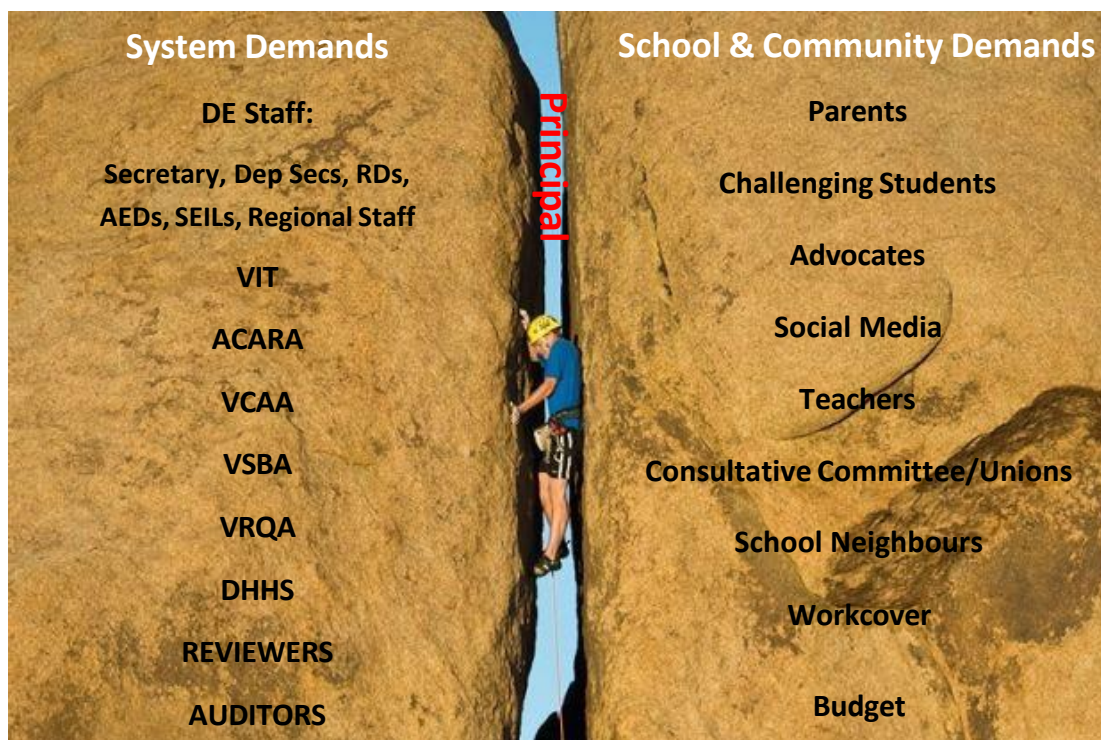 System Demands
DE Staff:
Secretary, Dep Secs, RDs,
AEDs, SEILs, Regional Staff
VIT
ACARA
VCAA
VSBA
VRQA
DHHS
REVIEWERS
AUDITORS
Principal
School & Community Demands
Parents
Challenging Students
Advocates
Social Media
Teachers
Consultative Committee/Unions
School Neighbours
Workcover
Budget